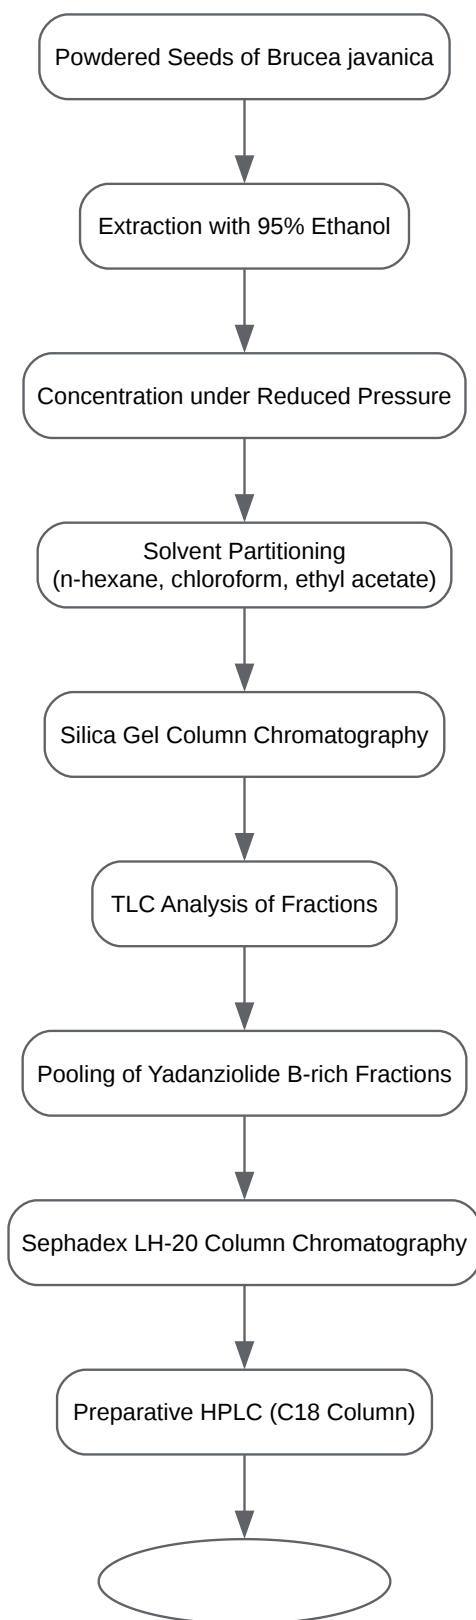 Powdered Seeds of Brucea javanica
Extraction with 95% Ethanol
Concentration under Reduced Pressure
Solvent Partitioning
(n-hexane, chloroform, ethyl acetate)
Silica Gel Column Chromatography
TLC Analysis of Fractions
Pooling of Yadanziolide B-rich Fractions
Sephadex LH-20 Column Chromatography
Preparative HPLC (C18 Column)